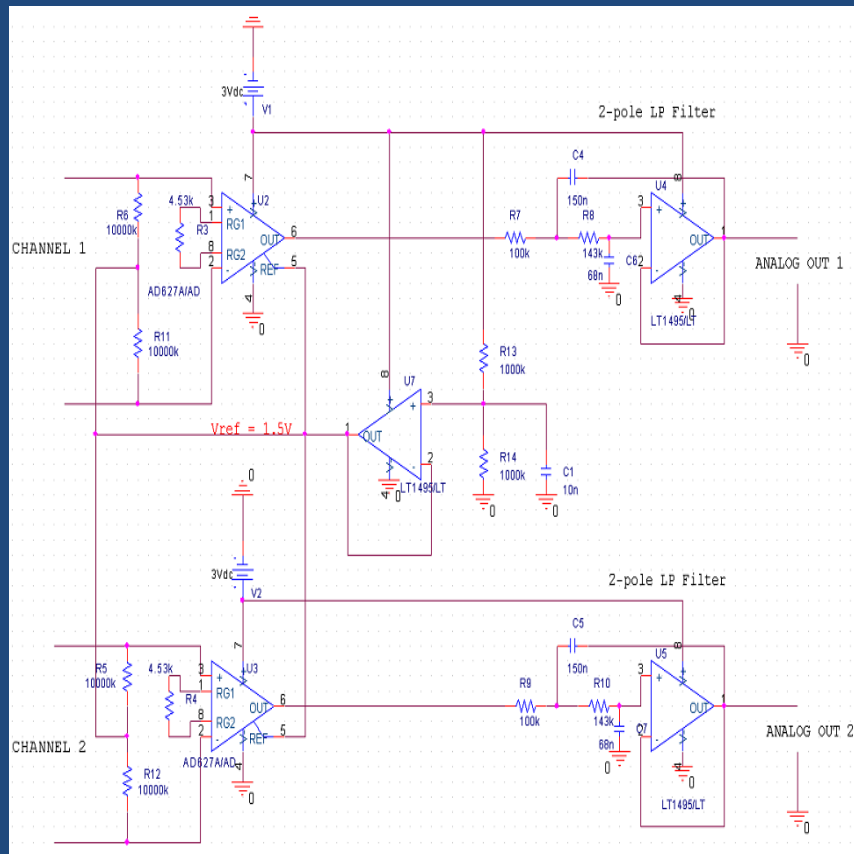 3Vdc
V1
2-pole LP Filter
CHANNEL 1
R6
10000k
R11
10000k
4.53k
R3
3
1
8
2
+
RG1
RG2
-
7
U2
OUT
6
REF
5
4
0
AD627A/AD
R7
100k
C4
150n
R8
143k
68n
0
3
2
+
-
8
U4
OUT
1
4
0
LT1495/LT
ANALOG OUT 1
0
R13
1000k
R14
1000k
0
C1
10n
0
8
U7
3
+
2
-
1
OUT
4
0
LT1495/LT
Vref = 1.5V
0
3Vdc
V2
2-pole LP Filter
CHANNEL 2
R5
10000k
R12
10000k
4.53k
R4
3
1
8
2
+
RG1
RG2
-
7
U3
OUT
6
REF
5
4
0
AD627A/AD
R9
100k
C5
150n
R10
143k
68n
0
3
+
-
8
U5
OUT
1
4
0
LT1495/LT
ANALOG OUT 2
0